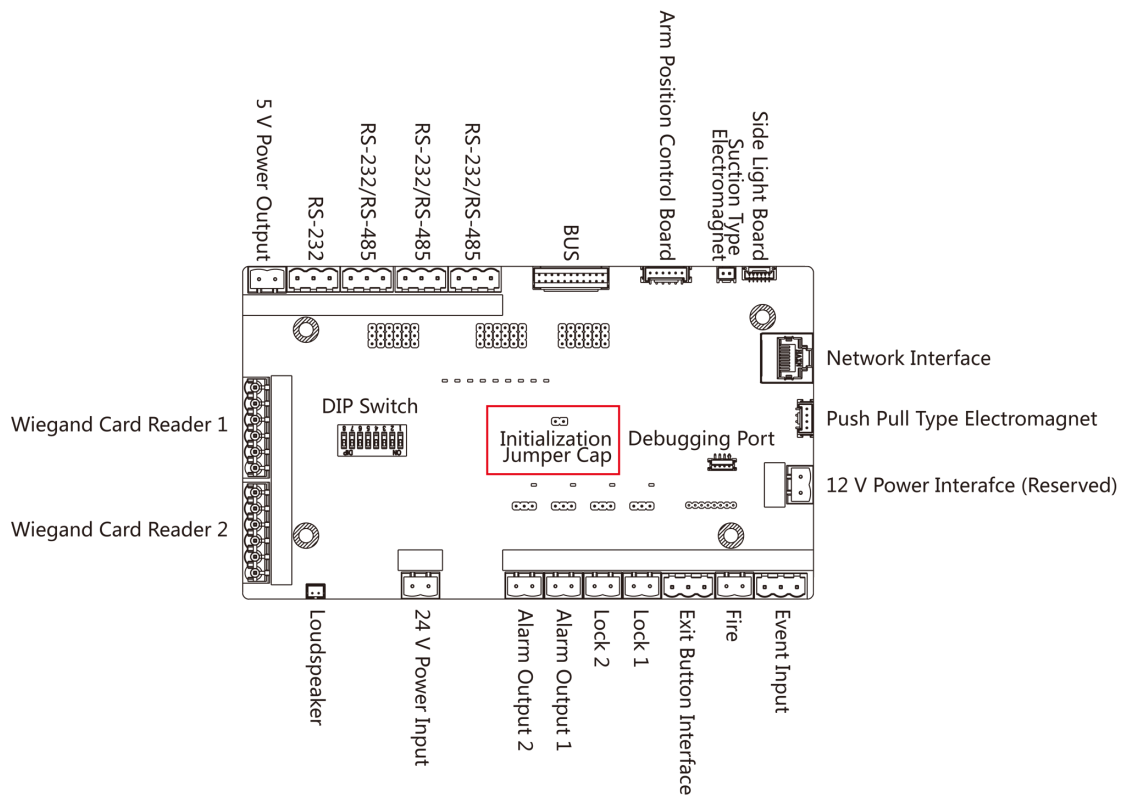 5 V Power Output
RS-232
RS-232/RS-485
RS-232/RS-485
RS-232/RS-485
BUS
Arm Position Control Board
Suction Type
Electromagnet
Side Light Board
Network Interface
Wiegand Card Reader 1
DIP Switch
Push Pull Type Electromagnet
Initialization
Jumper Cap
Debugging Port
12 V Power Interafce (Reserved)
Wiegand Card Reader 2
Loudspeaker
24 V Power Input
Alarm Output 2
Alarm Output 1
Lock 2
Lock 1
Exit Button Interface
Fire
Event Input